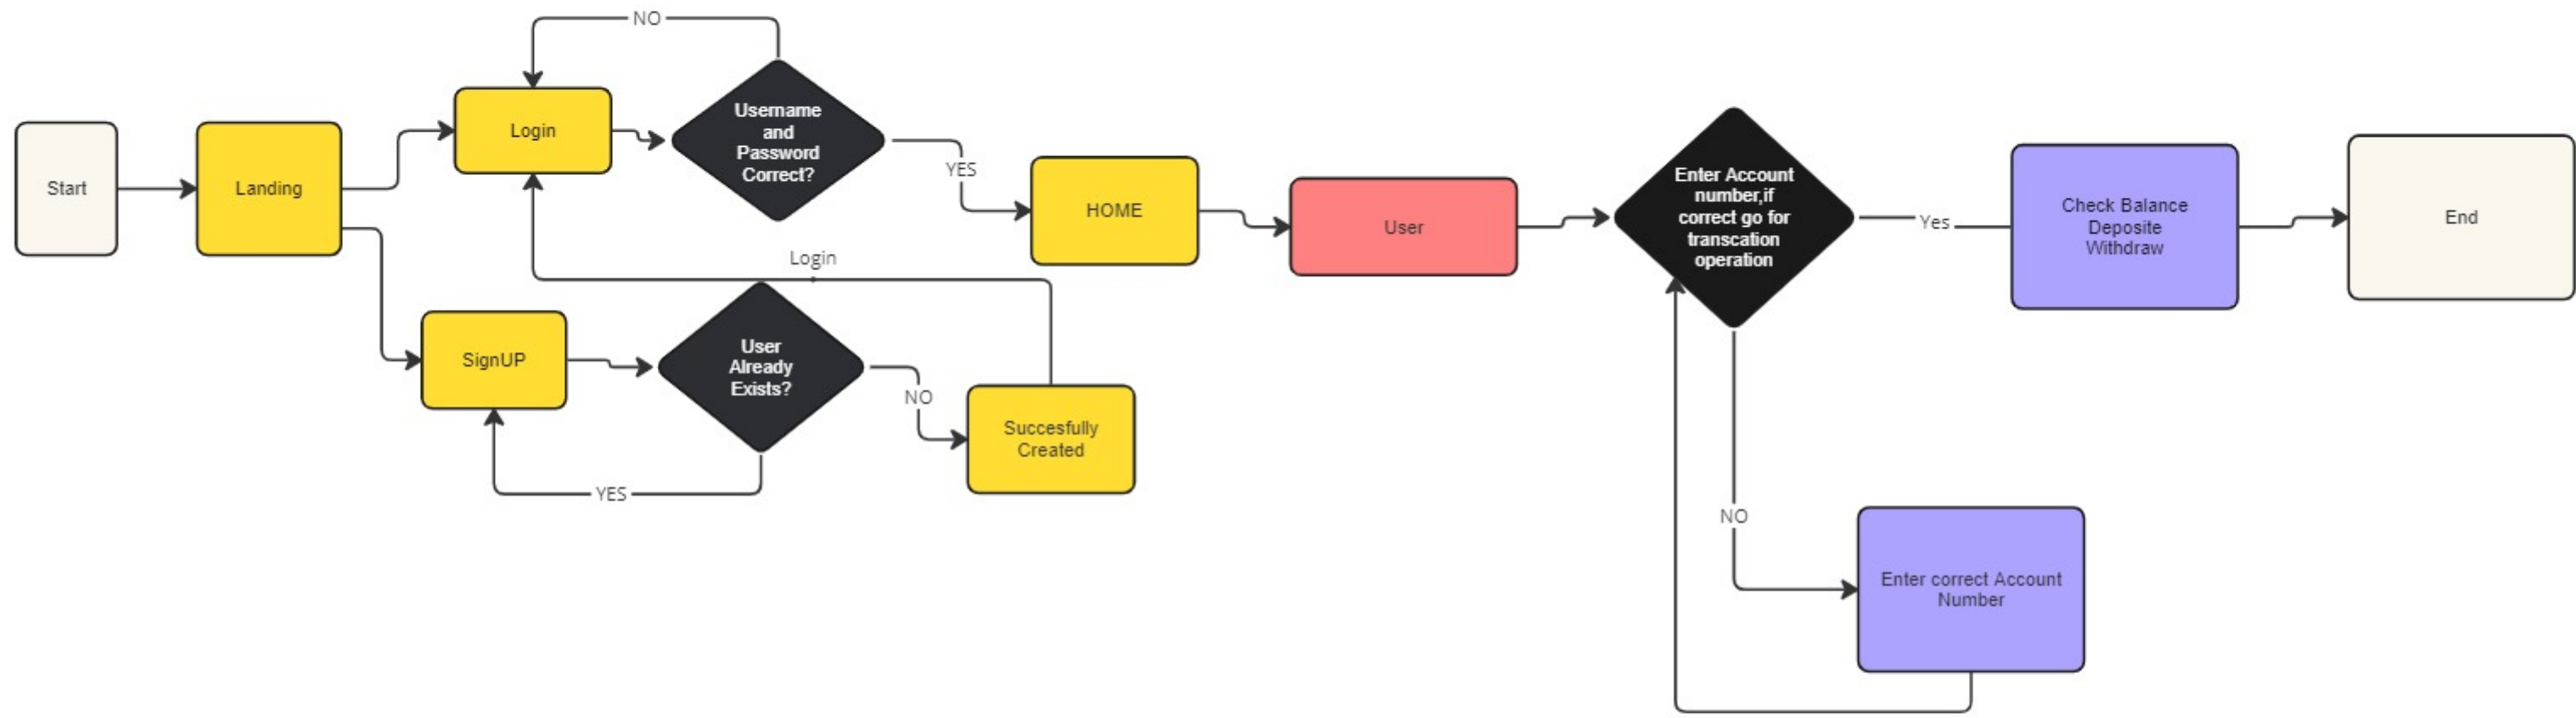 NO
Start
Landing
Login
Username
and
Password
Correct?
YES
HOME
User
Enter Account
number,if
correct go for
transcation
operation
Yes
Check Balance
Deposite
Withdraw
End
Login
SignUP
User
Already
Exists?
NO
Succesfully
Created
YES
NO
Enter correct Account
Number